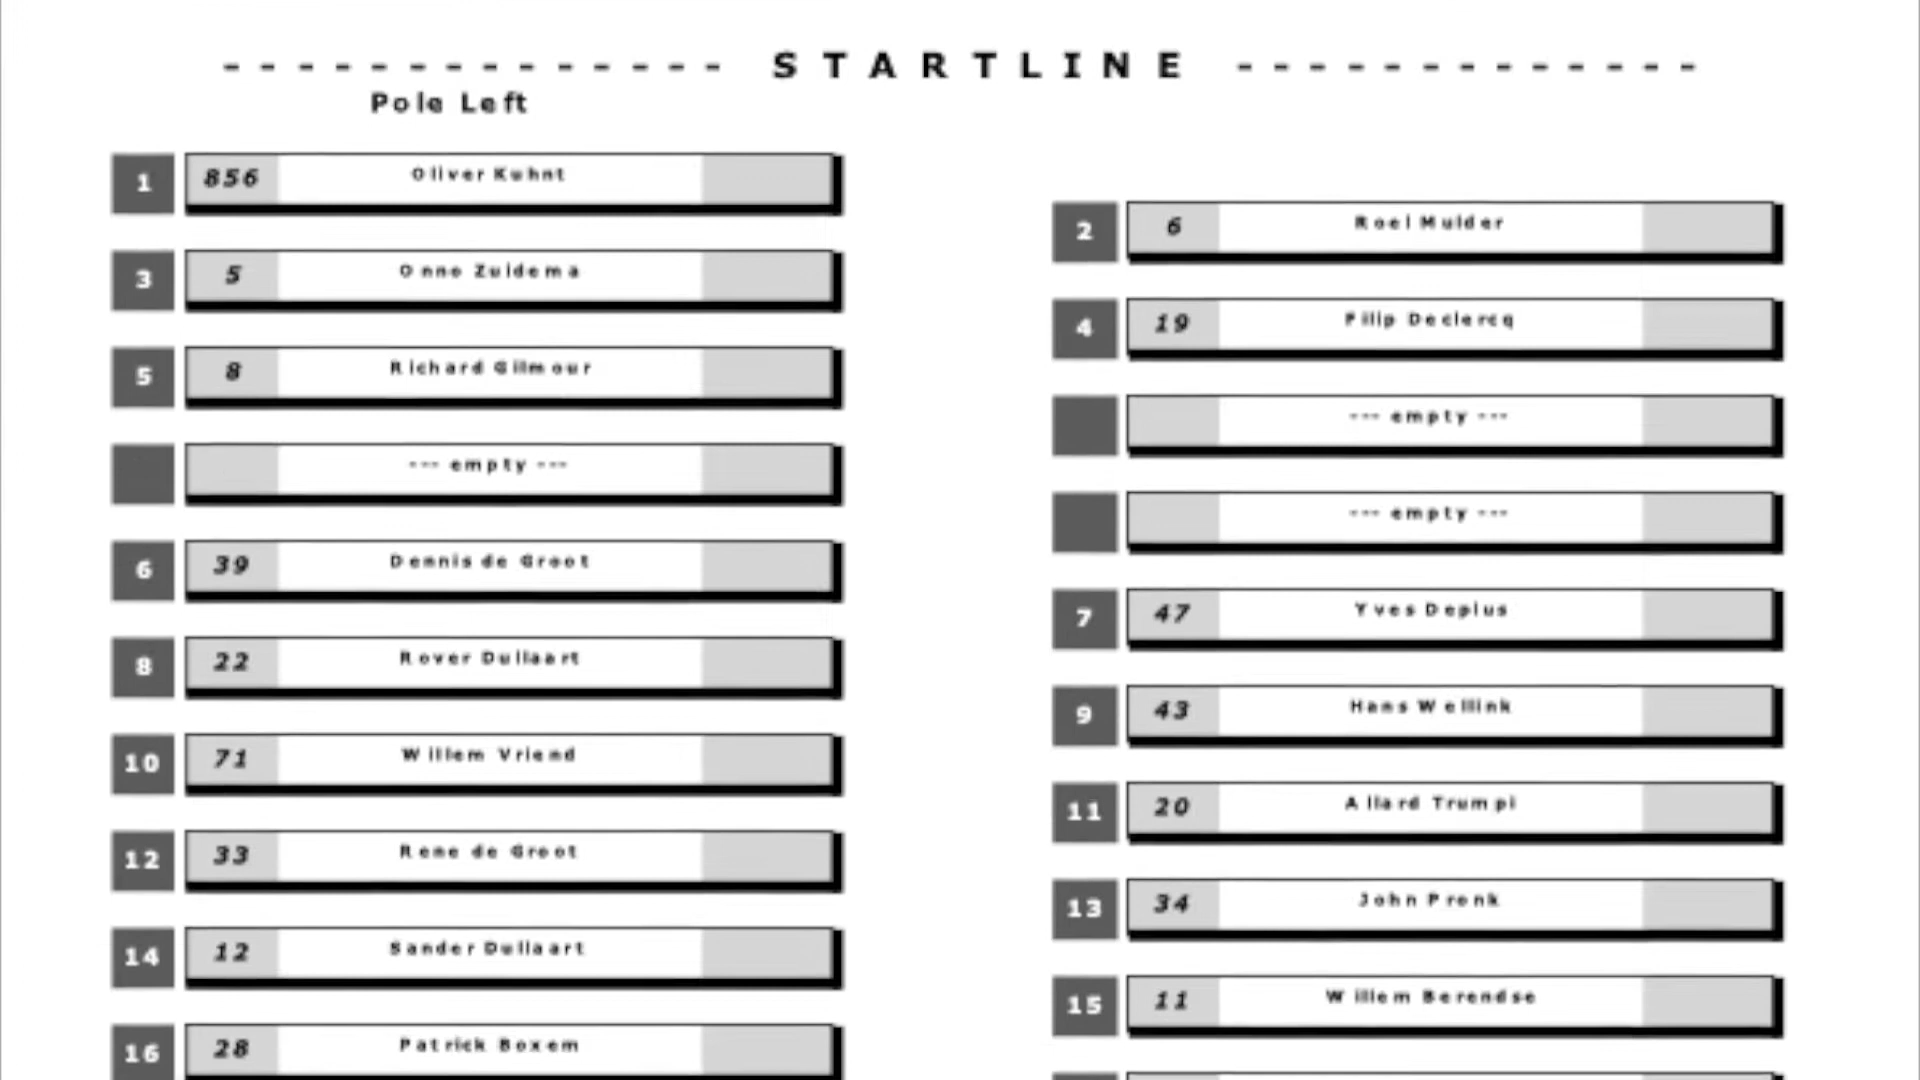 - - - - - - - - - - - - - - STARTLINE - - - - - - - - - - - - -
Pole Left
1 856 Oliver Kuhnt
2 6 Roel Mulder
3 5 Onno Zuidema
4 19 Filip Declercq
5 8 Richard Gilmour
--- empty ---
--- empty ---
--- empty ---
6 39 Dennis de Groot
7 47 Yves Deplus
8 22 Rover Dullaart
9 43 Hans Wellink
10 71 Willem Vriend
11 20 Allard Trumpi
12 33 Rene de Groot
13 34 John Pronk
14 12 Sander Dullaart
15 11 Willem Berendse
16 28 Patrick Boxem